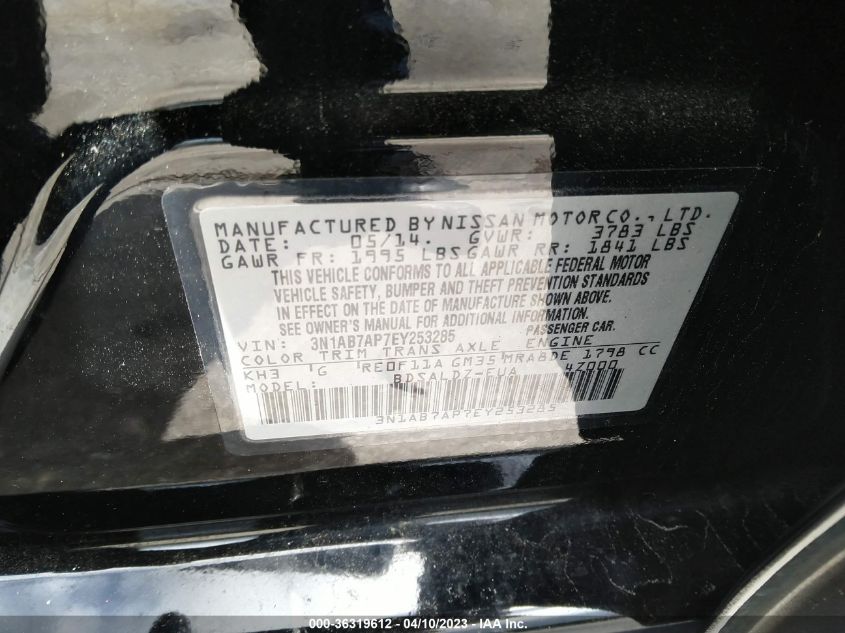 MANUFACTURED BY NISSAN MOTOR CO., LTD.
DATE: 05/14. GVWR: 3783 LBS
GAWR FR: 1995 LBS GAWR RR: 1841 LBS
THIS VEHICLE CONFORMS TO ALL APPLICABLE FEDERAL MOTOR
VEHICLE SAFETY, BUMPER AND THEFT PREVENTION STANDARDS
IN EFFECT ON THE DATE OF MANUFACTURE SHOWN ABOVE.
SEE OWNER'S MANUAL FOR ADDITIONAL INFORMATION.
VIN: 3N1AB7AP7EY253285 PASSENGER CAR.
COLOR TRIM TRANS AXLE ENGINE
KH3 G RE0F11A GM35 MRA8DE 1798 CC
MODEL: BDSALDZ-EUA 47000
3N1AB7AP7EY253285
000-36319612 - 04/10/2023 - © IAA Inc.